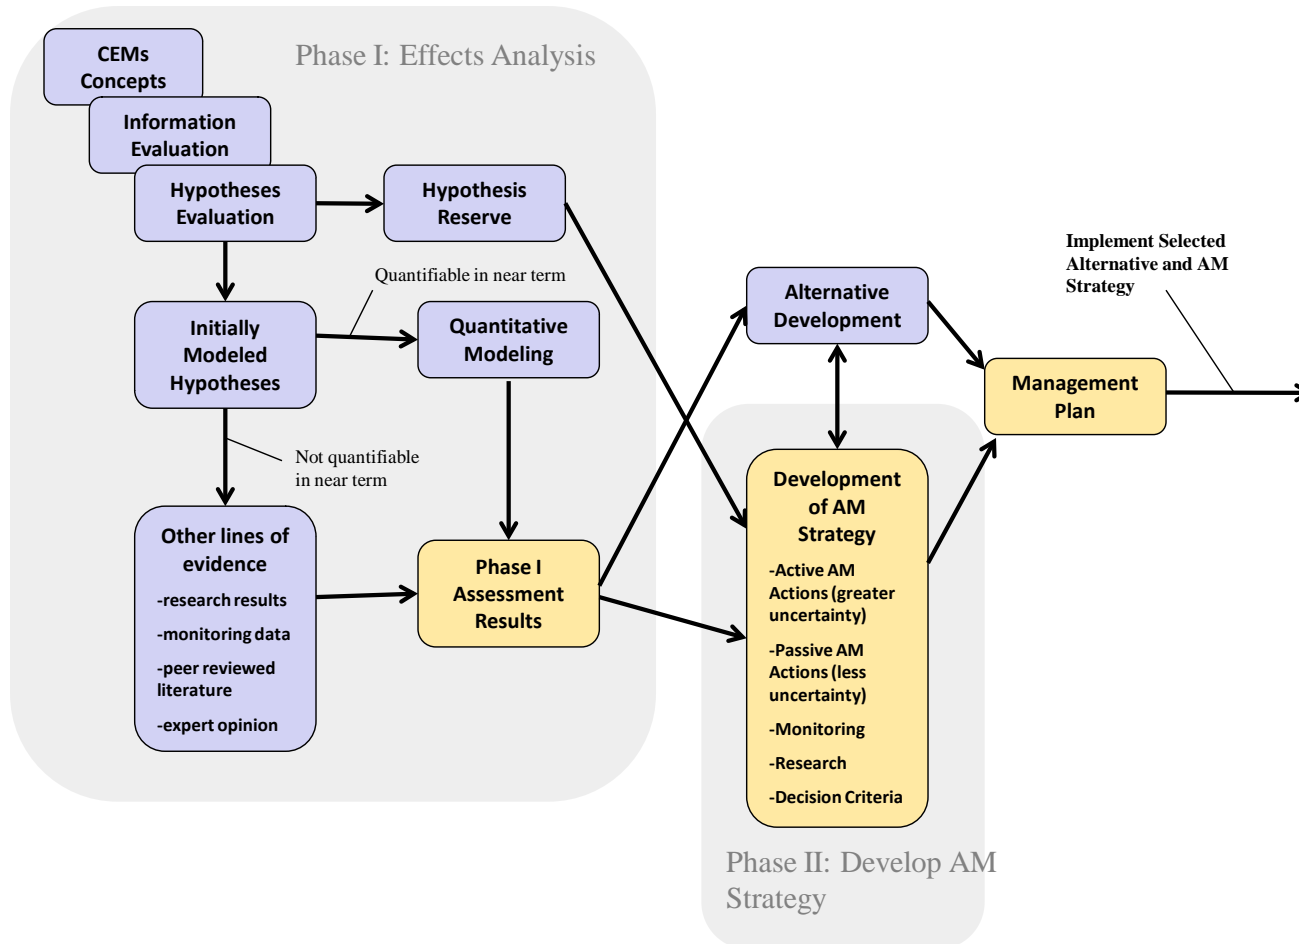 Phase I: Effects Analysis
CEMs
Concepts
Information
Evaluation
Hypotheses
Evaluation
Hypothesis
Reserve
Quantifiable in near term
Initially
Modeled
Hypotheses
Quantitative
Modeling
Not quantifiable
in near term
Other lines of
evidence
-research results
-monitoring data
-peer reviewed
literature
-expert opinion
Phase I
Assessment
Results
Alternative
Development
Development
of AM
Strategy
-Active AM
Actions (greater
uncertainty)
-Passive AM
Actions (less
uncertainty)
-Monitoring
-Research
-Decision Criteria
Phase II: Develop AM
Strategy
Management
Plan
Implement Selected
Alternative and AM
Strategy